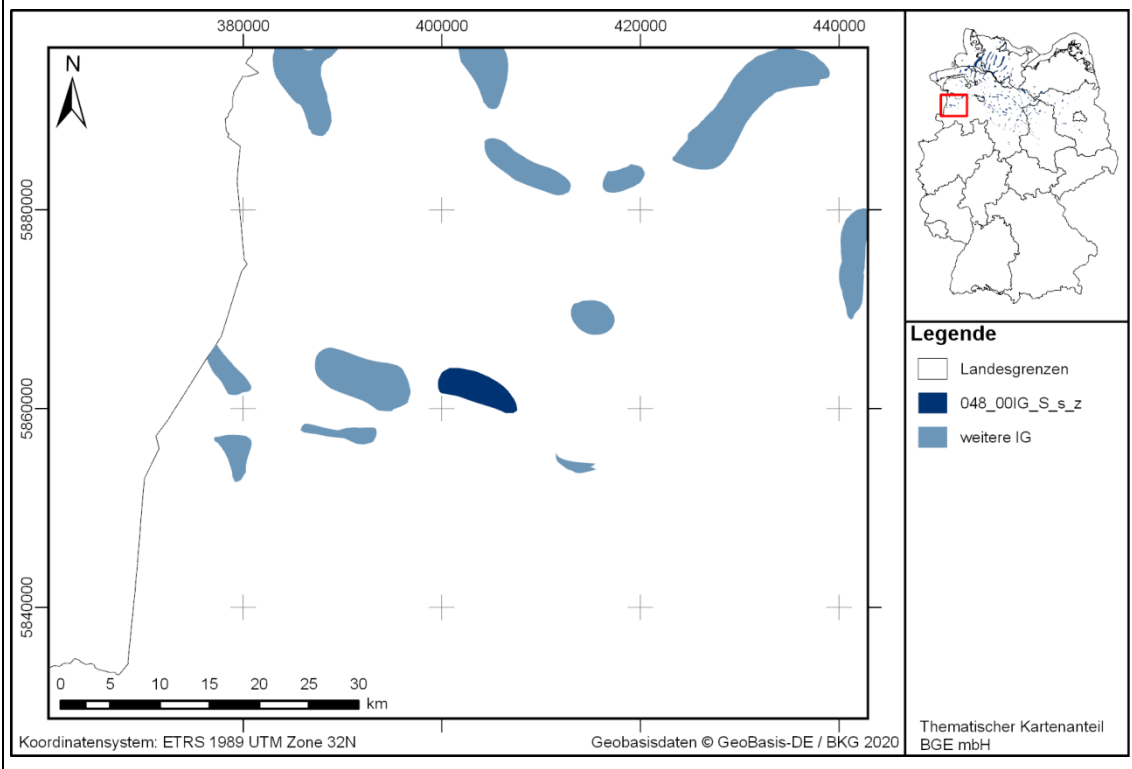 380000 400000 420000 440000
N
5880000
5860000
5840000
0 5 10 15 20 25 30
km
Koordinatensystem: ETRS 1989 UTM Zone 32N
Geobasisdaten © GeoBasis-DE / BKG 2020
Legende
Landesgrenzen
048_00IG_S_s_z
weitere IG
Thematischer Kartenanteil
BGE mbH